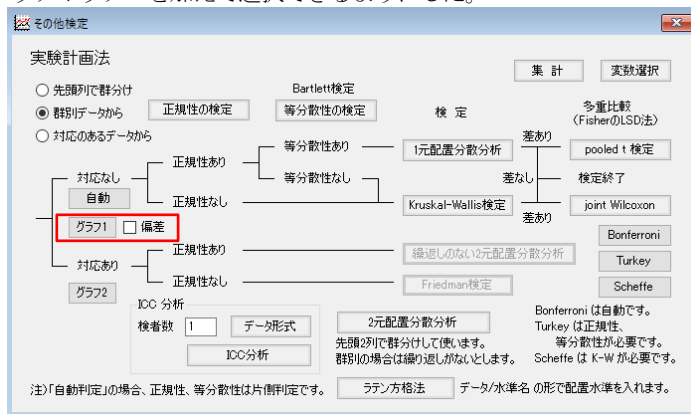 その他検定
実験計画法
集 計
変数選択
先頭列で群分け
群別データから
対応のあるデータから
正規性の検定
Bartlett検定
等分散性の検定
検 定
多重比較
(FisherのLSD法)
対応なし
正規性あり
等分散性あり
1元配置分散分析
差あり
pooled t 検定
自動
等分散性なし
差なし
検定終了
正規性なし
Kruskal-Wallis検定
差あり
joint Wilcoxon
グラフ1
偏差
Bonferroni
正規性あり
繰返しのない2元配置分散分析
Turkey
対応あり
正規性なし
Friedman検定
Scheffe
グラフ2
ICC 分析
検者数 1
データ形式
ICC分析
2元配置分散分析
先頭2列で群分けして使います。
群別の場合は繰り返しがないとします。
Bonferroni は自動です。
Turkey は正規性、
等分散性が必要です。
Scheffe は K-W が必要です。
注)「自動判定」の場合、正規性、等分散性は片側判定です。
ラテン方格法
データ/水準名 の形で配置水準を入れます。